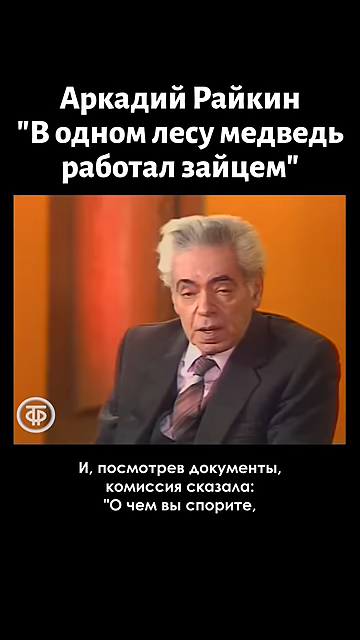 Аркадий Райкин
"В одном лесу медведь
работал зайцем"
И, посмотрев документы,
комиссия сказала:
"О чем вы спорите,